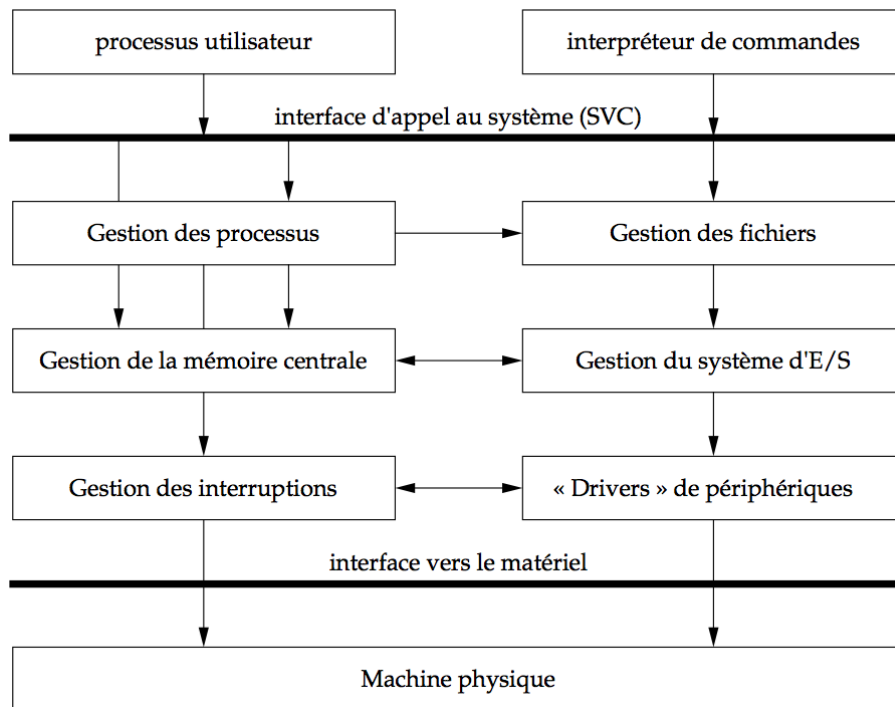 processus utilisateur
interpréteur de commandes
interface d'appel au système (SVC)
Gestion des processus
Gestion des fichiers
Gestion de la mémoire centrale
Gestion du système d'E/S
Gestion des interruptions
« Drivers » de périphériques
interface vers le matériel
Machine physique